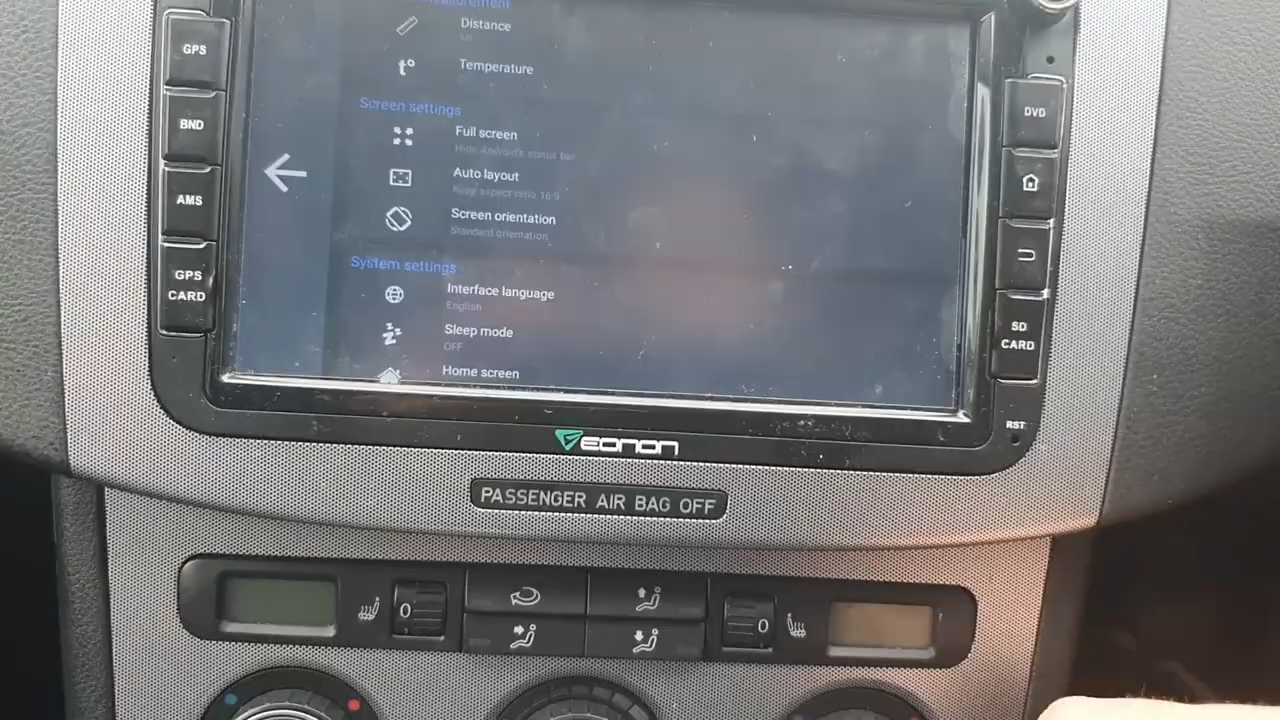 measurement
Distance
Temperature
Screen settings
Full screen
Hide Android's status bar
Auto layout
Keep aspect ratio 16:9
Screen orientation
Standard orientation
System settings
Interface language
English
Sleep mode
OFF
Home screen
GPS
BND
AMS
GPS
CARD
DVD
SD
CARD
RST
EONON
PASSENGER AIR BAG OFF
0
0